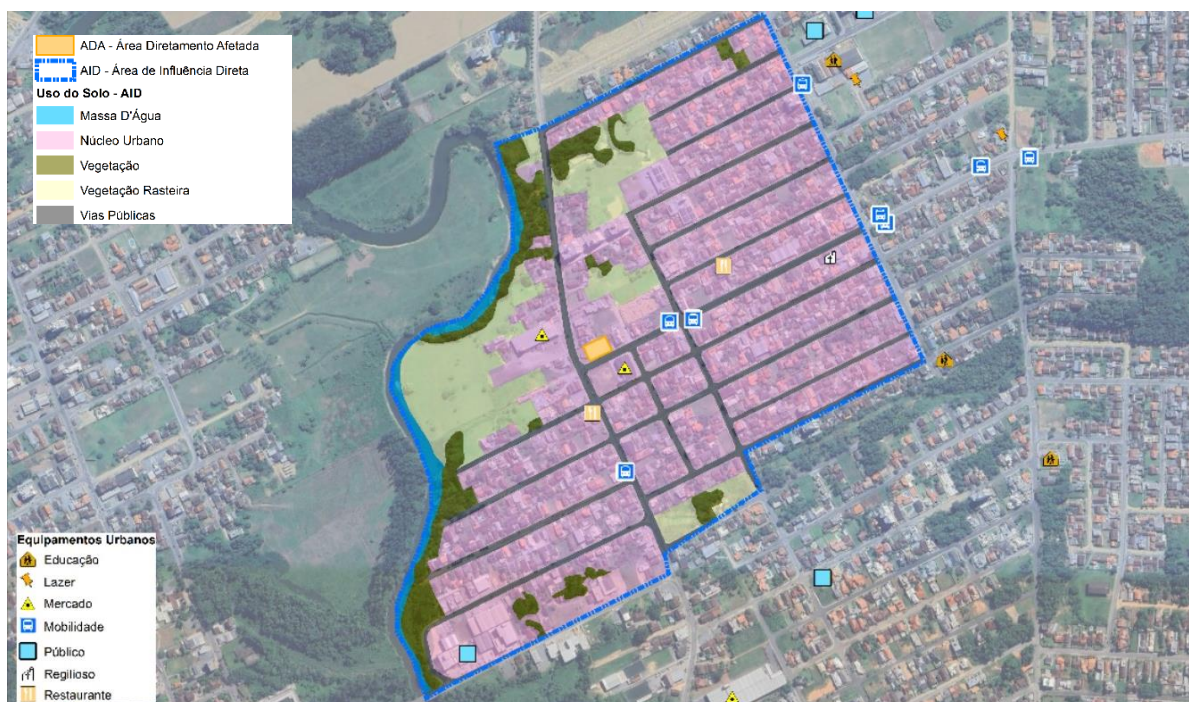 ADA - Área Diretamento Afetada
AID - Área de Influência Direta
Uso do Solo - AID
Massa D'Água
Núcleo Urbano
Vegetação
Vegetação Rasteira
Vias Públicas
Equipamentos Urbanos
Educação
Lazer
Mercado
Mobilidade
Público
Regilioso
Restaurante